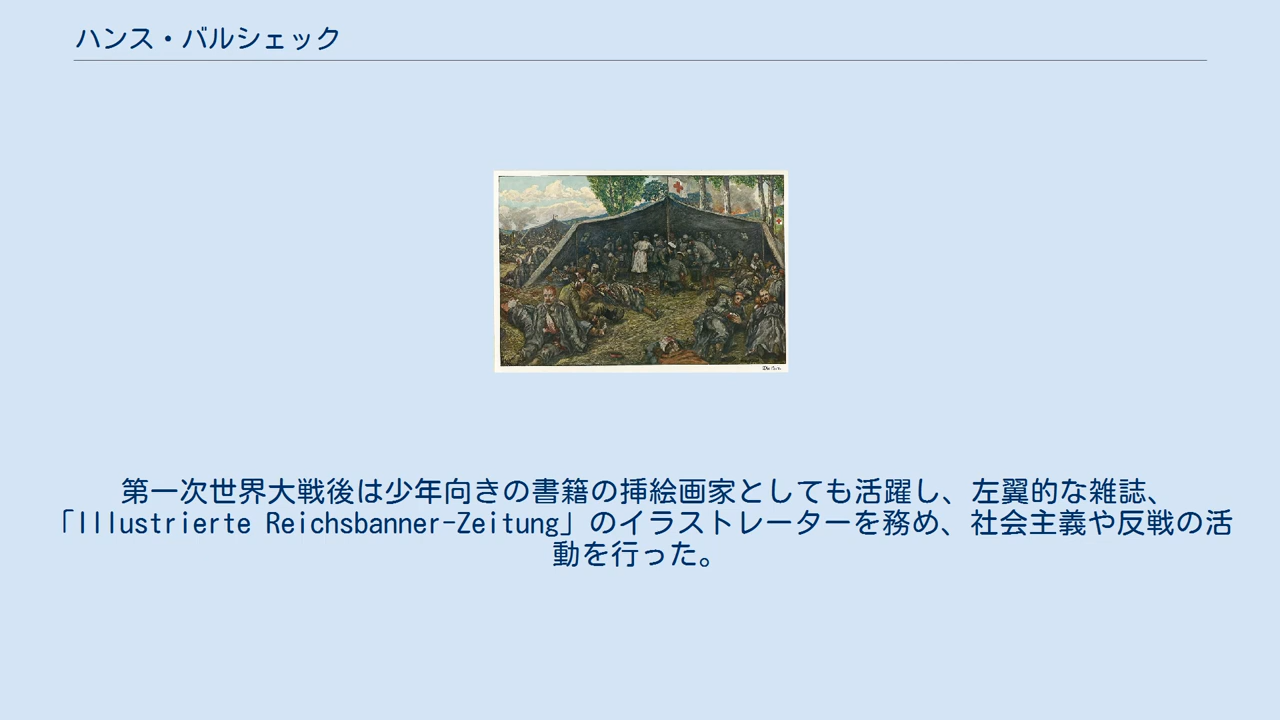 ハンス・バルシェック
第一次世界大戦後は少年向きの書籍の挿絵画家としても活躍し、左翼的な雑誌、
「Illustrierte Reichsbanner-Zeitung」のイラストレーターを務め、社会主義や反戦の活
動を行った。